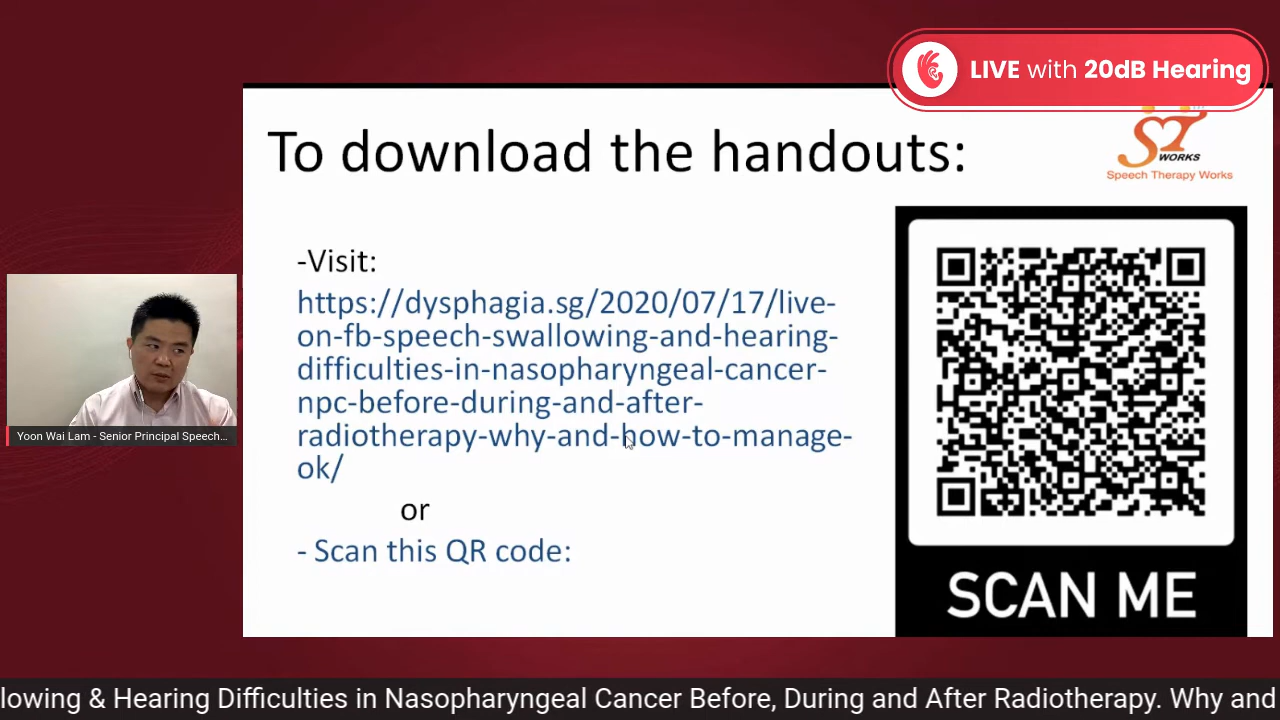 LIVE with 20dB Hearing
To download the handouts:
ST
WORKS
Speech Therapy Works
-Visit:
https://dysphagia.sg/2020/07/17/live-
on-fb-speech-swallowing-and-hearing-
difficulties-in-nasopharyngeal-cancer-
npc-before-during-and-after-
radiotherapy-why-and-how-to-manage-
ok/
or
- Scan this QR code:
SCAN ME
Yoon Wai Lam - Senior Principal Speech...
lowing & Hearing Difficulties in Nasopharyngeal Cancer Before, During and After Radiotherapy. Why and